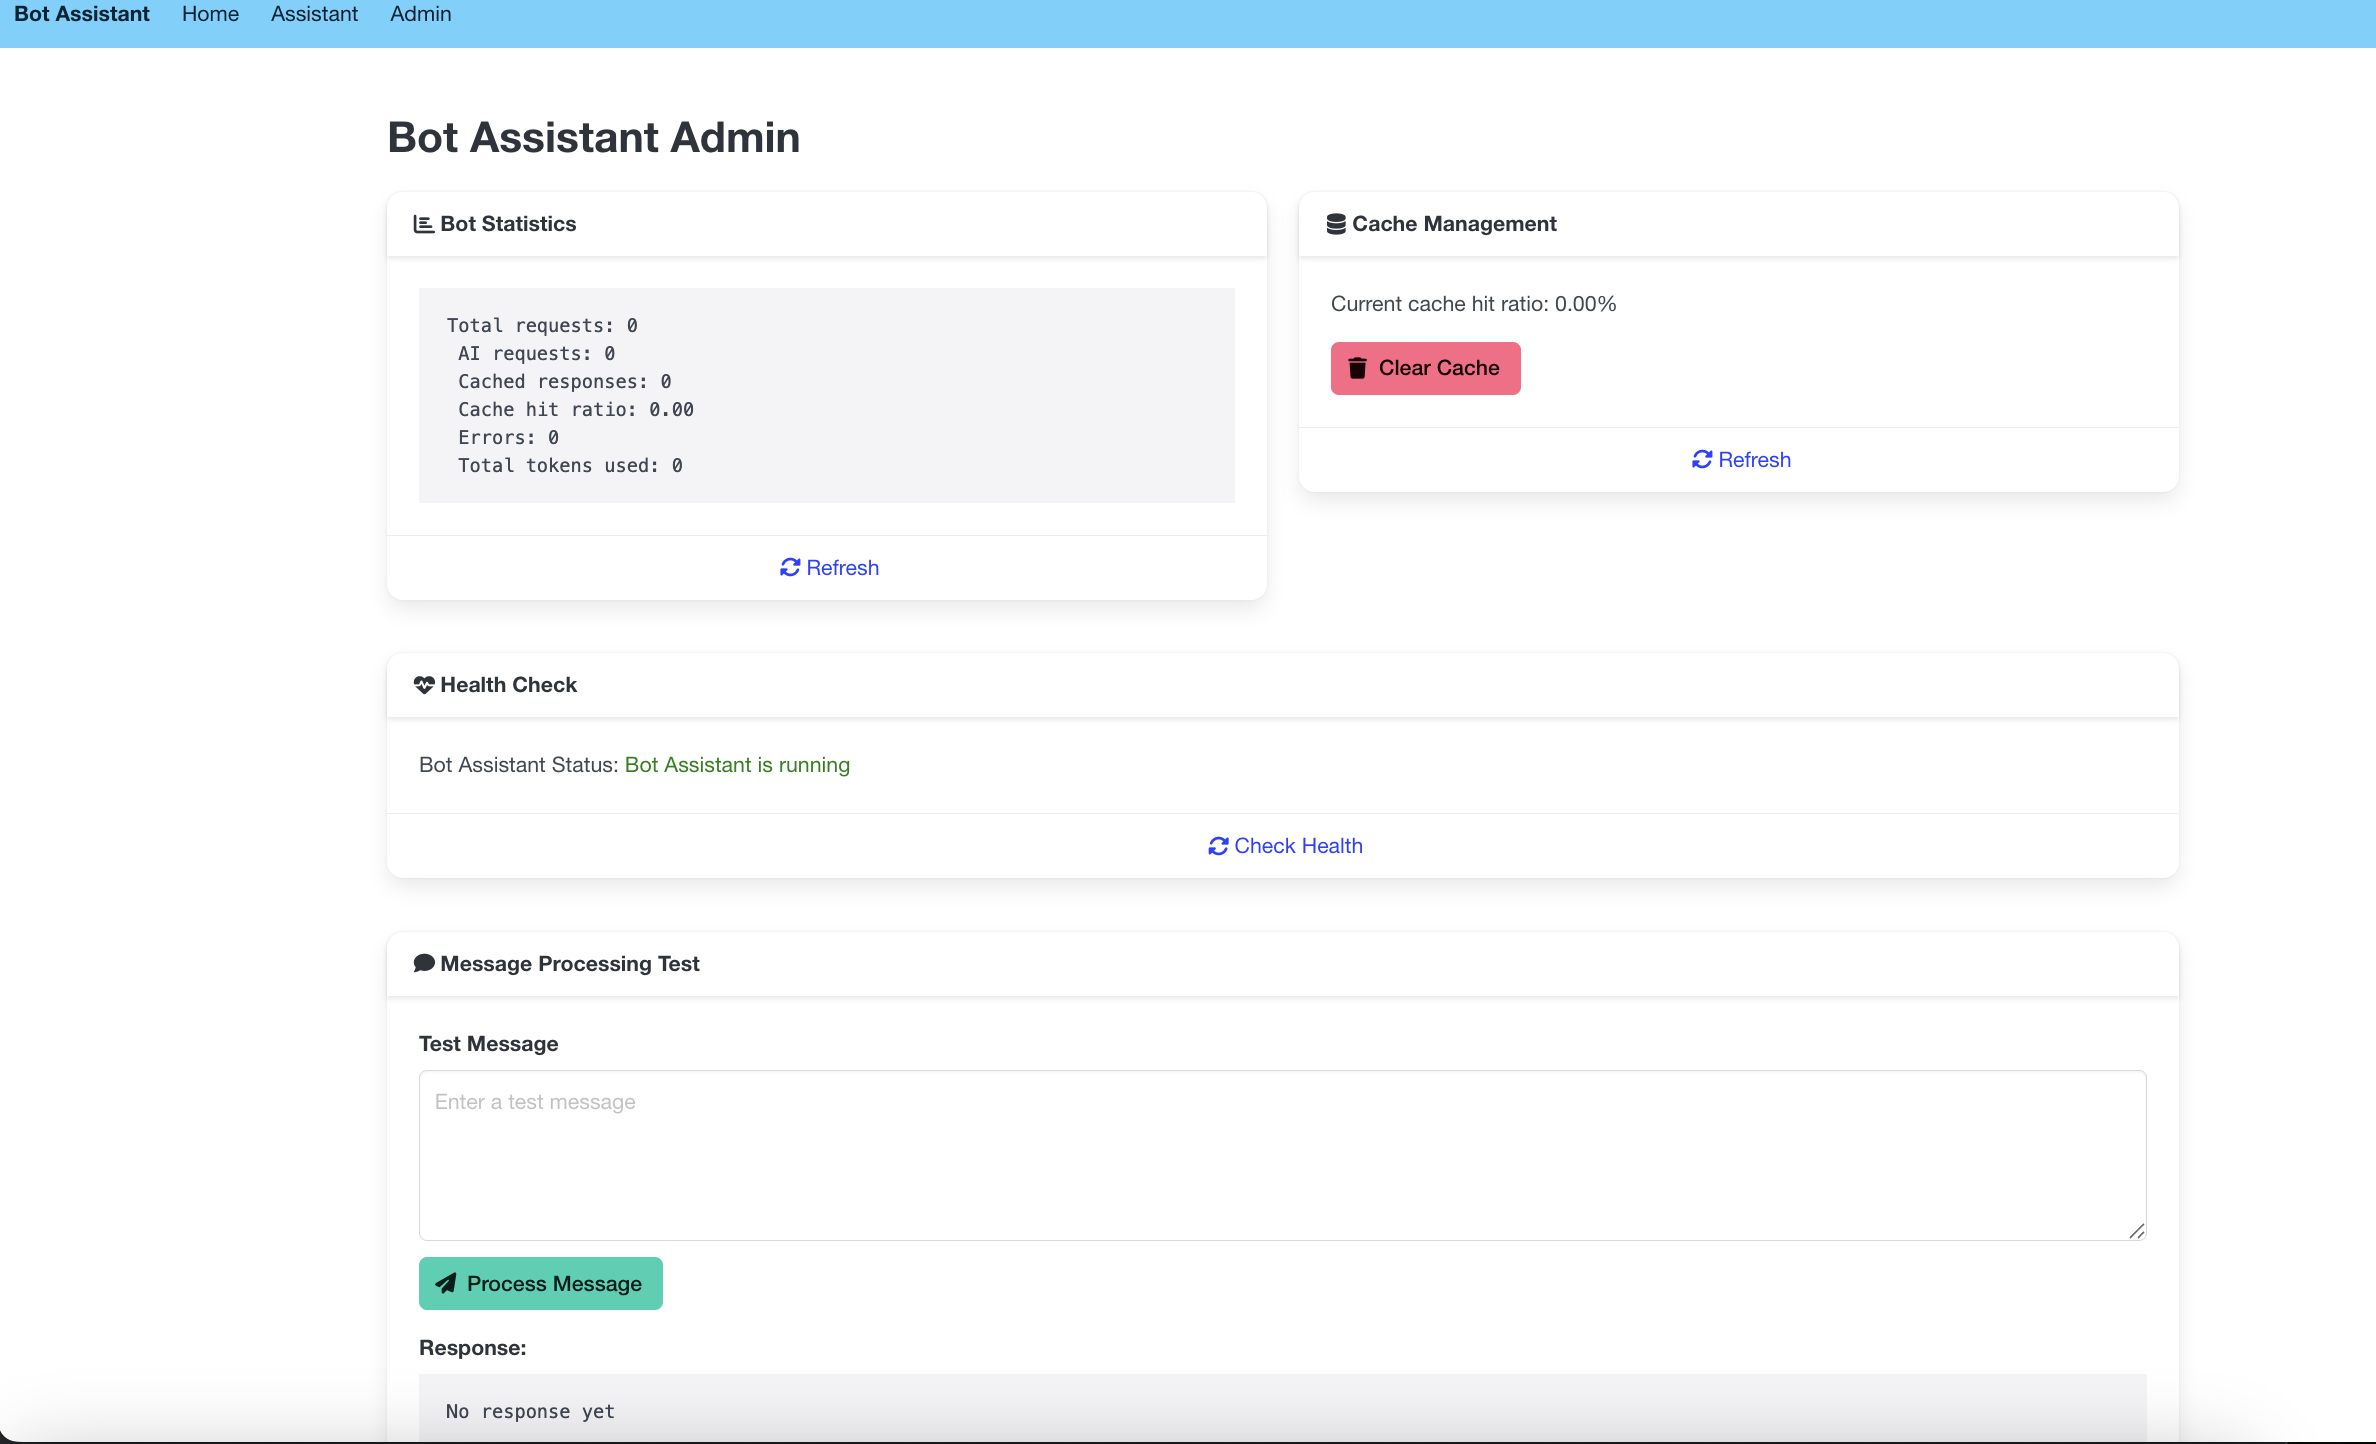 Bot Assistant Home Assistant Admin
Bot Assistant Admin
Bot Statistics
Total requests: 0
AI requests: 0
Cached responses: 0
Cache hit ratio: 0.00
Errors: 0
Total tokens used: 0
Refresh
Cache Management
Current cache hit ratio: 0.00%
Clear Cache
Refresh
Health Check
Bot Assistant Status: Bot Assistant is running
Check Health
Message Processing Test
Test Message
Enter a test message
Process Message
Response:
No response yet